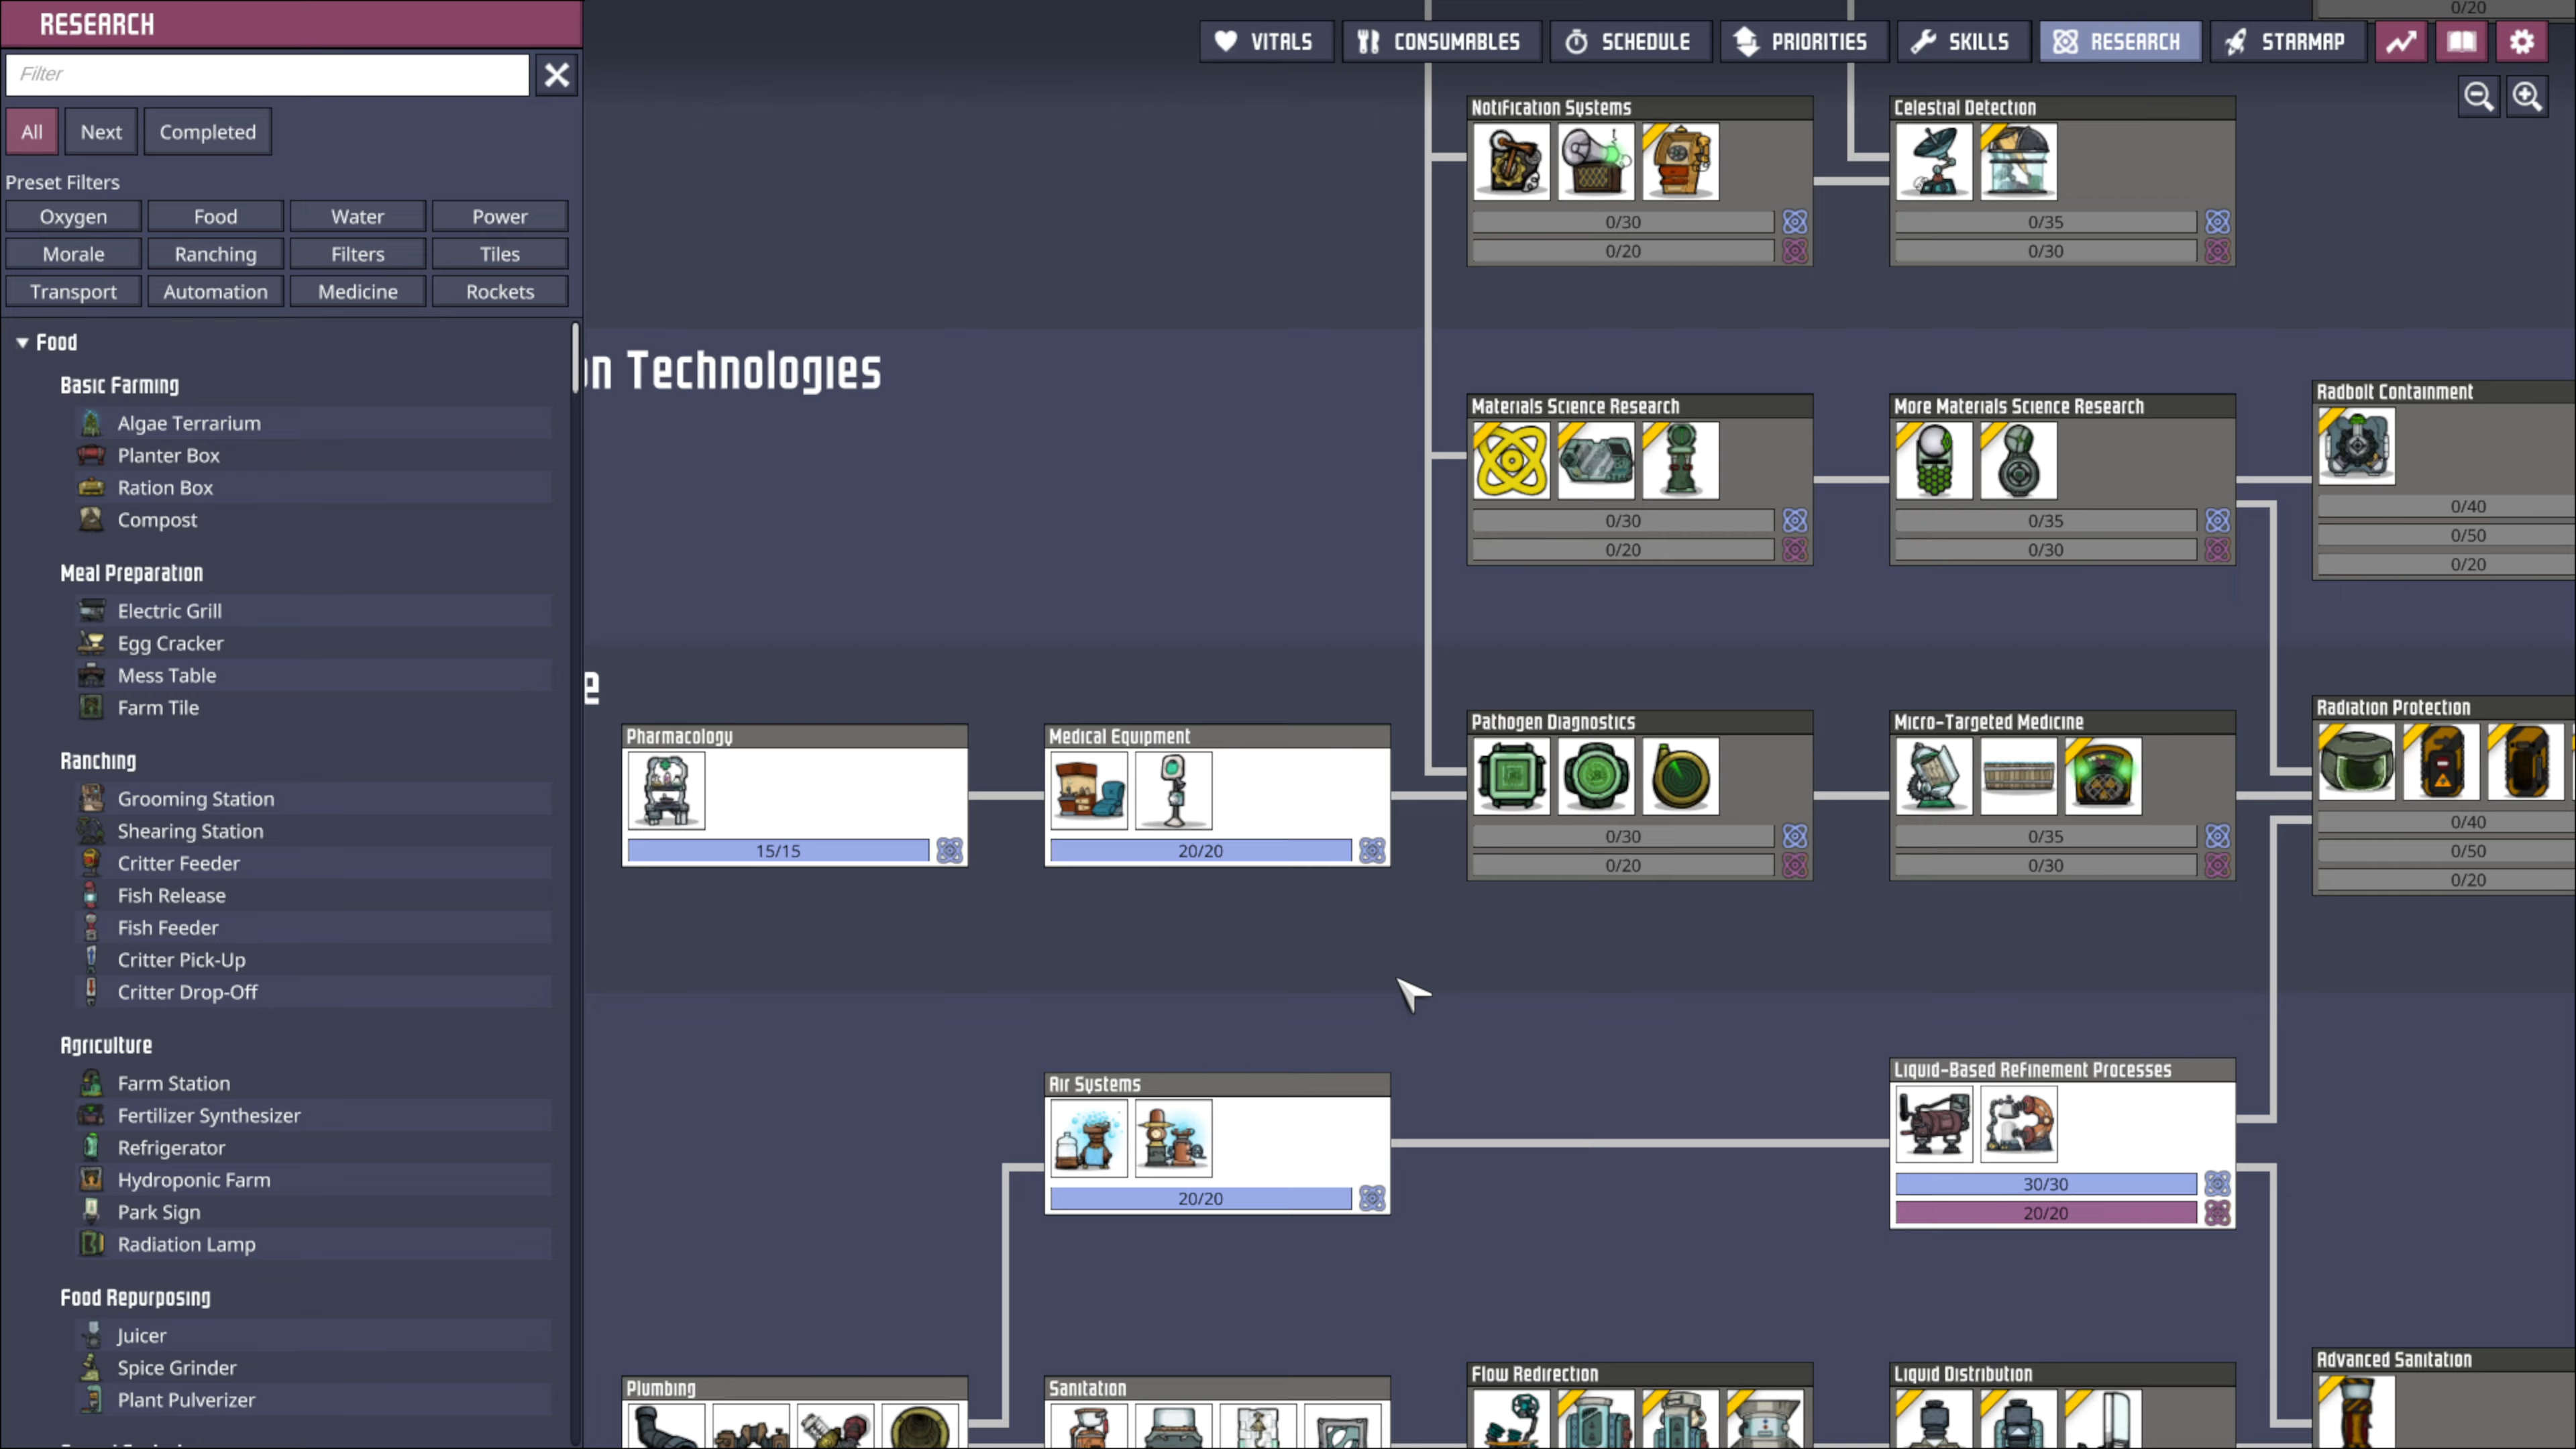 RESEARCH
Filter
All Next Completed
Preset Filters
Oxygen Food Water Power
Morale Ranching Filters Tiles
Transport Automation Medicine Rockets
Food
Basic Farming
Algae Terrarium
Planter Box
Ration Box
Compost
Meal Preparation
Electric Grill
Egg Cracker
Mess Table
Farm Tile
Ranching
Grooming Station
Shearing Station
Critter Feeder
Fish Release
Fish Feeder
Critter Pick-Up
Critter Drop-Off
Agriculture
Farm Station
Fertilizer Synthesizer
Refrigerator
Hydroponic Farm
Park Sign
Radiation Lamp
Food Repurposing
Juicer
Spice Grinder
Plant Pulverizer
0/20
VITALS CONSUMABLES SCHEDULE PRIORITIES SKILLS RESEARCH STARMAP
Notification Systems
0/30
0/20
Celestial Detection
0/35
0/30
n Technologies
Materials Science Research
0/30
0/20
More Materials Science Research
0/35
0/30
Radbolt Containment
0/40
0/50
0/20
e
Pharmacology
15/15
Medical Equipment
20/20
Pathogen Diagnostics
0/30
0/20
Micro-Targeted Medicine
0/35
0/30
Radiation Protection
0/40
0/50
0/20
Air Systems
20/20
Liquid-Based Refinement Processes
30/30
20/20
Plumbing
Sanitation
Flow Redirection
Liquid Distribution
Advanced Sanitation